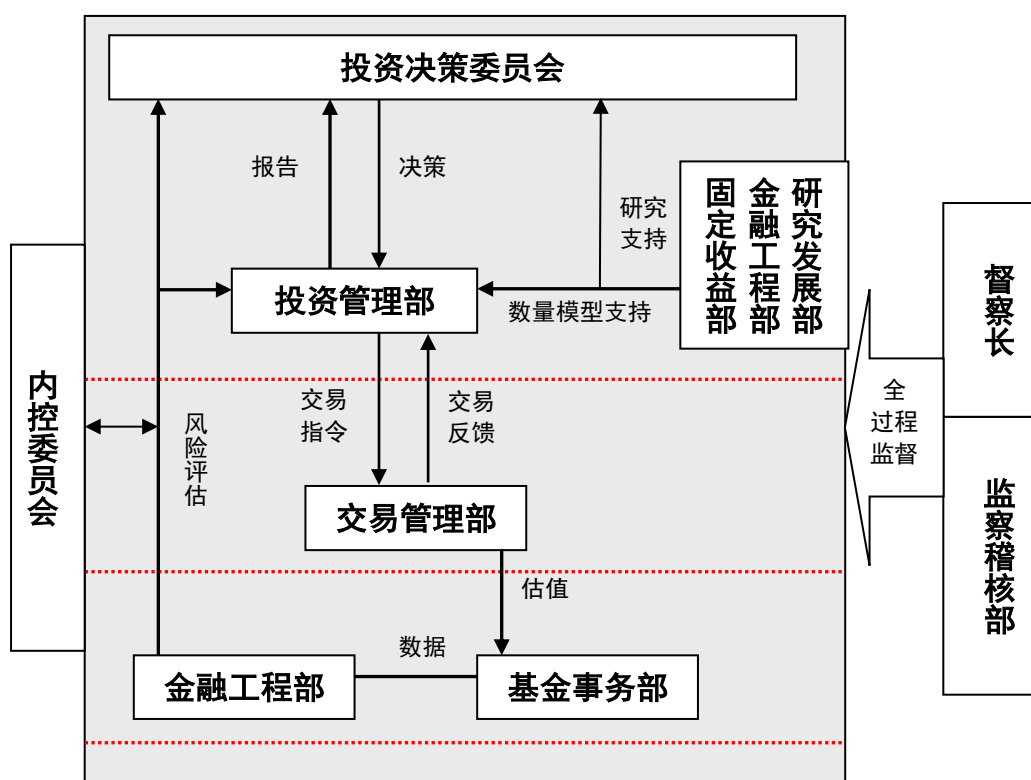 投资决策委员会
报告
决策
研究
支持
研究发展部
金融工程部
固定收益部
投资管理部
数量模型支持
督察长
内控委员会
风险评估
交易
指令
交易
反馈
全
过程
监督
交易管理部
监察稽核部
估值
数据
金融工程部
基金事务部